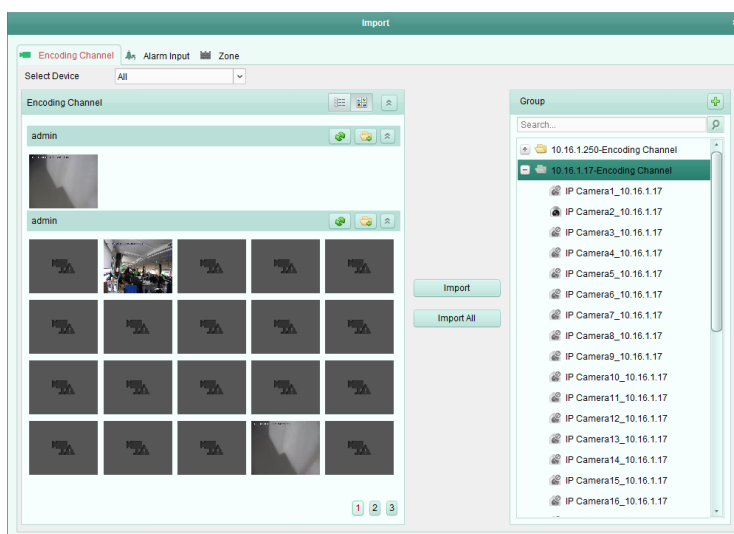 Import
Encoding Channel
Alarm Input
Zone
Select Device
All
Encoding Channel
admin
admin
1 2 3
Import
Import All
Group
Search...
10.16.1.250-Encoding Channel
10.16.1.17-Encoding Channel
IP Camera1_10.16.1.17
IP Camera2_10.16.1.17
IP Camera3_10.16.1.17
IP Camera4_10.16.1.17
IP Camera5_10.16.1.17
IP Camera6_10.16.1.17
IP Camera7_10.16.1.17
IP Camera8_10.16.1.17
IP Camera9_10.16.1.17
IP Camera10_10.16.1.17
IP Camera11_10.16.1.17
IP Camera12_10.16.1.17
IP Camera13_10.16.1.17
IP Camera14_10.16.1.17
IP Camera15_10.16.1.17
IP Camera16_10.16.1.17